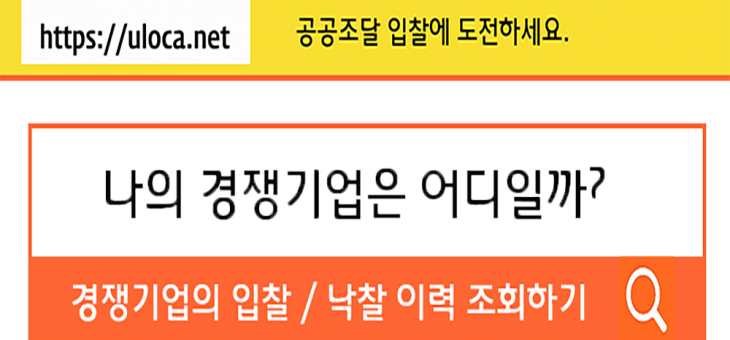 https://uloca.net 공공조달 입찰에 도전하세요.
나의 경쟁기업은 어디일까?
경쟁기업의 입찰 / 낙찰 이력 조회하기